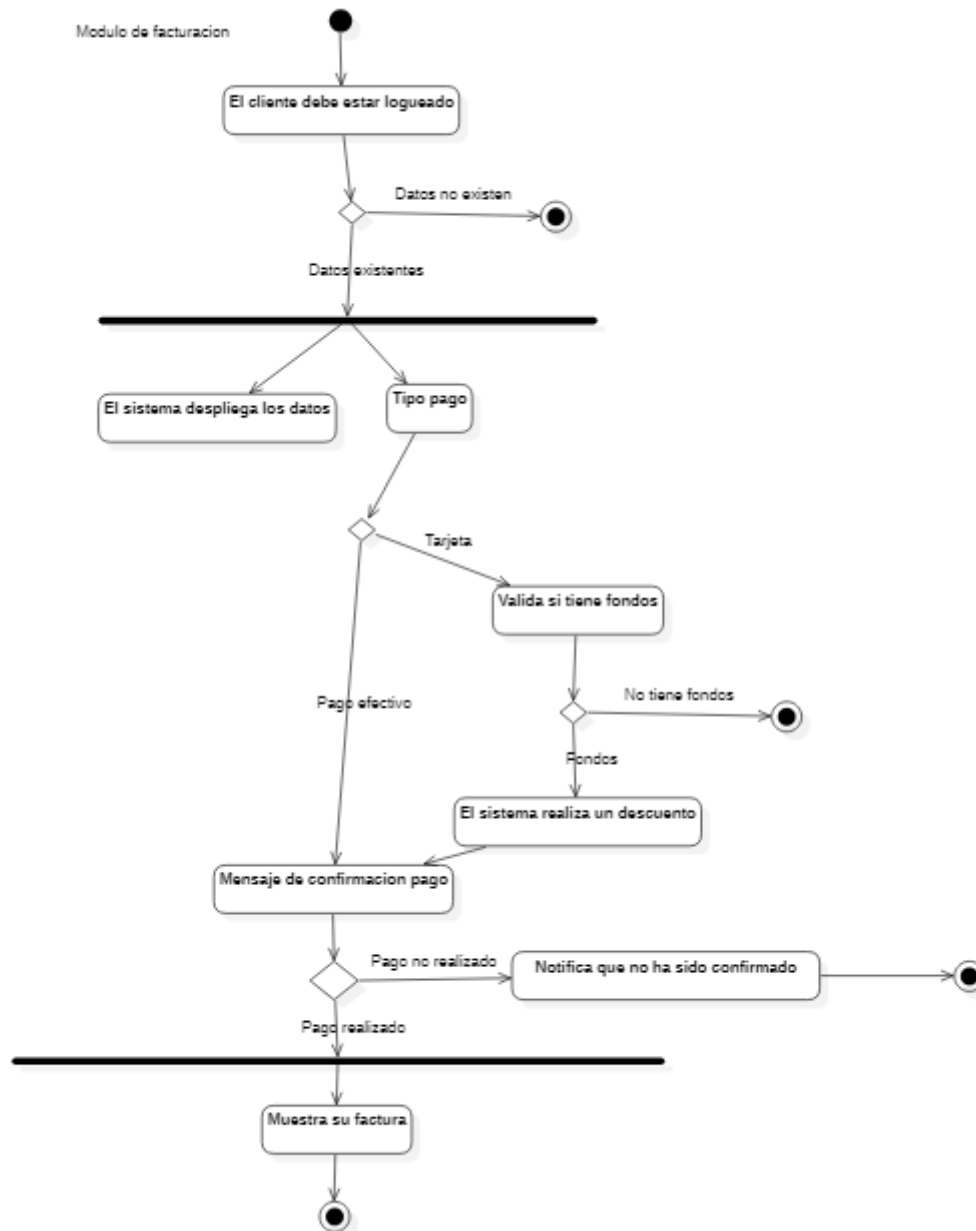 Modulo de facturacion
El cliente debe estar logueado
Datos no existen
Datos existentes
El sistema despliega los datos
Tipo pago
Tarjeta
Valida si tiene fondos
Pago efectivo
No tiene fondos
Fondos
El sistema realiza un descuento
Mensaje de confirmacion pago
Pago no realizado
Notifica que no ha sido confirmado
Pago realizado
Muestra su factura